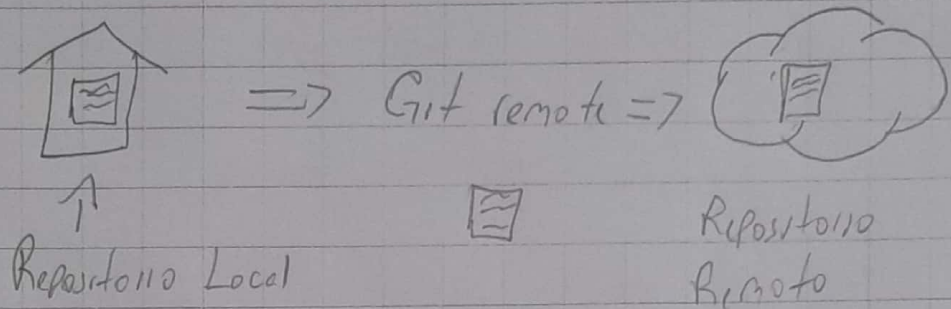 => Git remote =>
Repositorio Local
Repositorio
Remoto